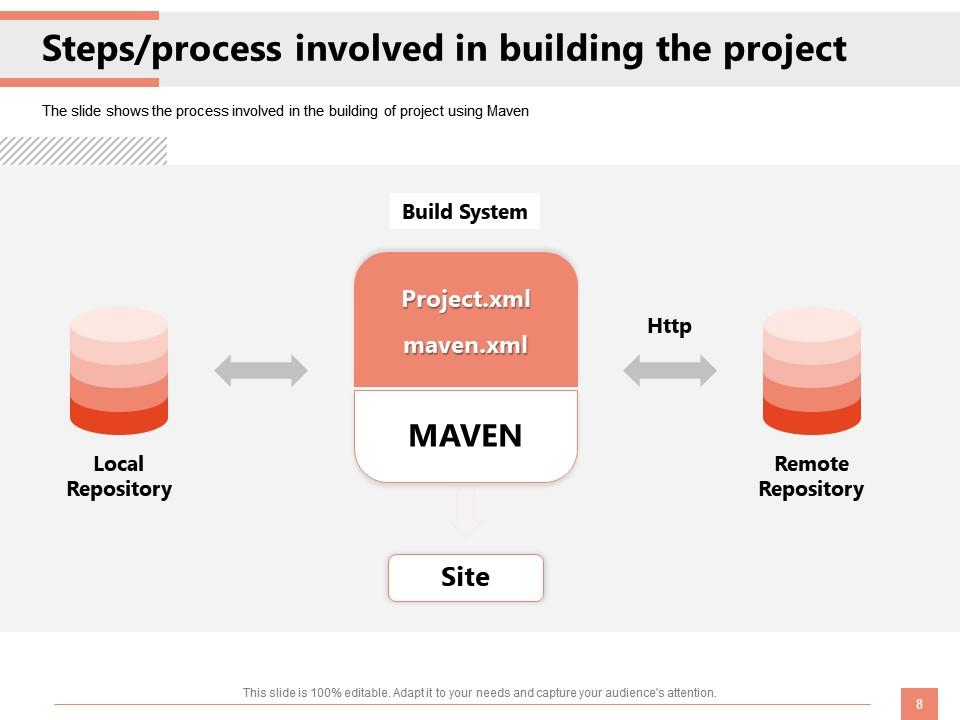 Steps/process involved in building the project
The slide shows the process involved in the building of project using Maven
Build System
Project.xml
maven.xml
MAVEN
Http
Local
Repository
Remote
Repository
Site
This slide is 100% editable. Adapt it to your needs and capture your audience's attention.
8